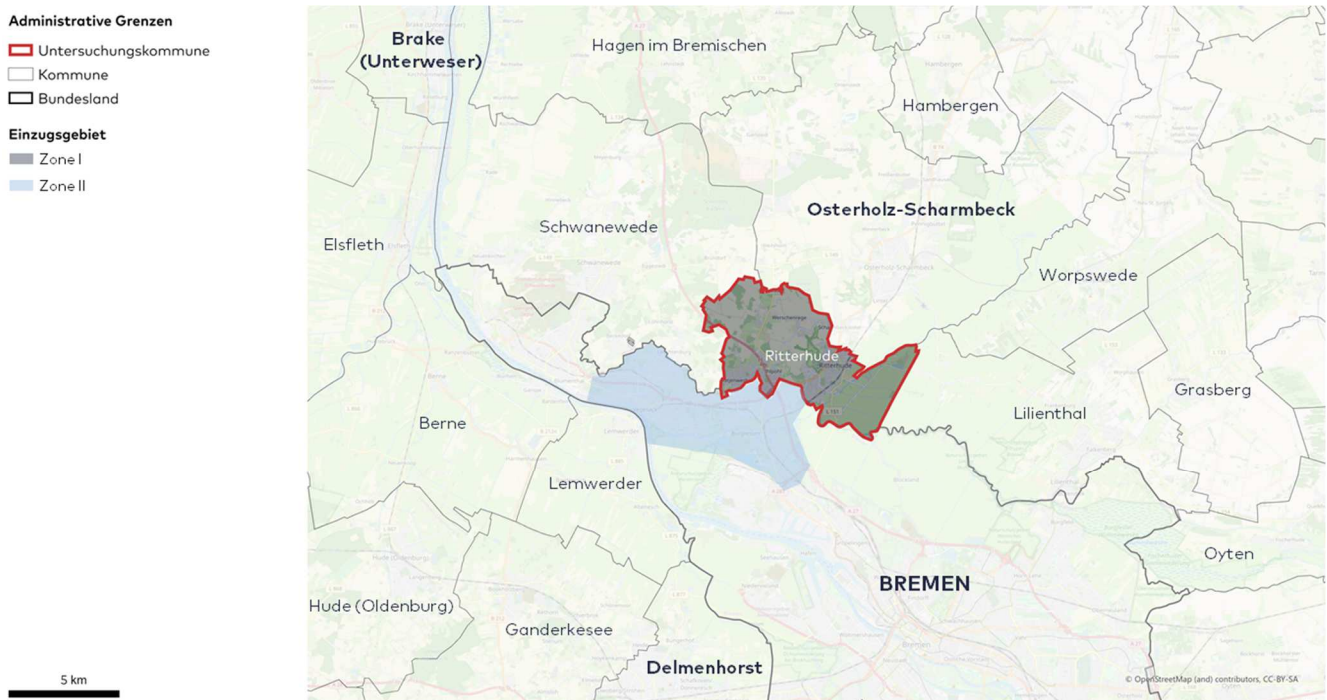 Administrative Grenzen
Untersuchungskommune
Kommune
Bundesland
Einzugsgebiet
Zone I
Zone II
5 km
Brake
(Unterweser)
Hagen im Bremischen
Hambergen
Osterholz-Scharmbeck
Schwanewede
Elsfleth
Worpswede
Ritterhude
Grasberg
Lilienthal
Berne
Lemwerder
Oyten
BREMEN
Hude (Oldenburg)
Ganderkesee
Delmenhorst
© OpenStreetMap (and) contributors, CC-BY-SA